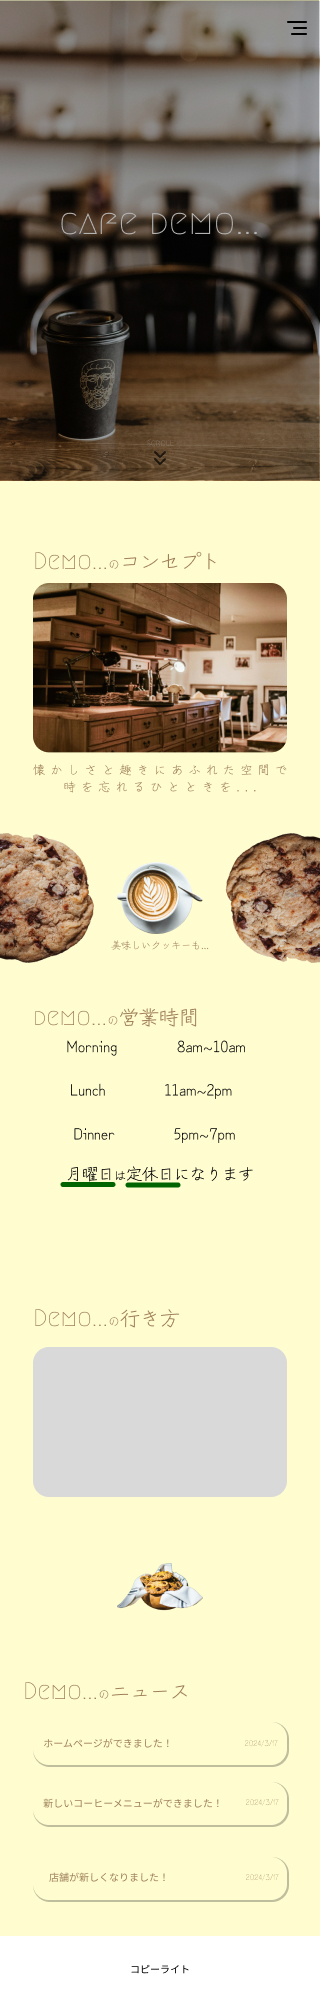 CAFE DEMO...
Scroll
Demo...のコンセプト
懐かしさと趣きにあふれた空間で
時を忘れるひとときを...
美味しいクッキーも...
DEMO...の営業時間
Morning 8am~10am
Lunch 11am~2pm
Dinner 5pm~7pm
月曜日は定休日になります
Demo...の行き方
Demo...のニュース
ホームページができました！ 2024/3/17
新しいコーヒーメニューができました！ 2024/3/17
店舗が新しくなりました！ 2024/3/17
コピーライト